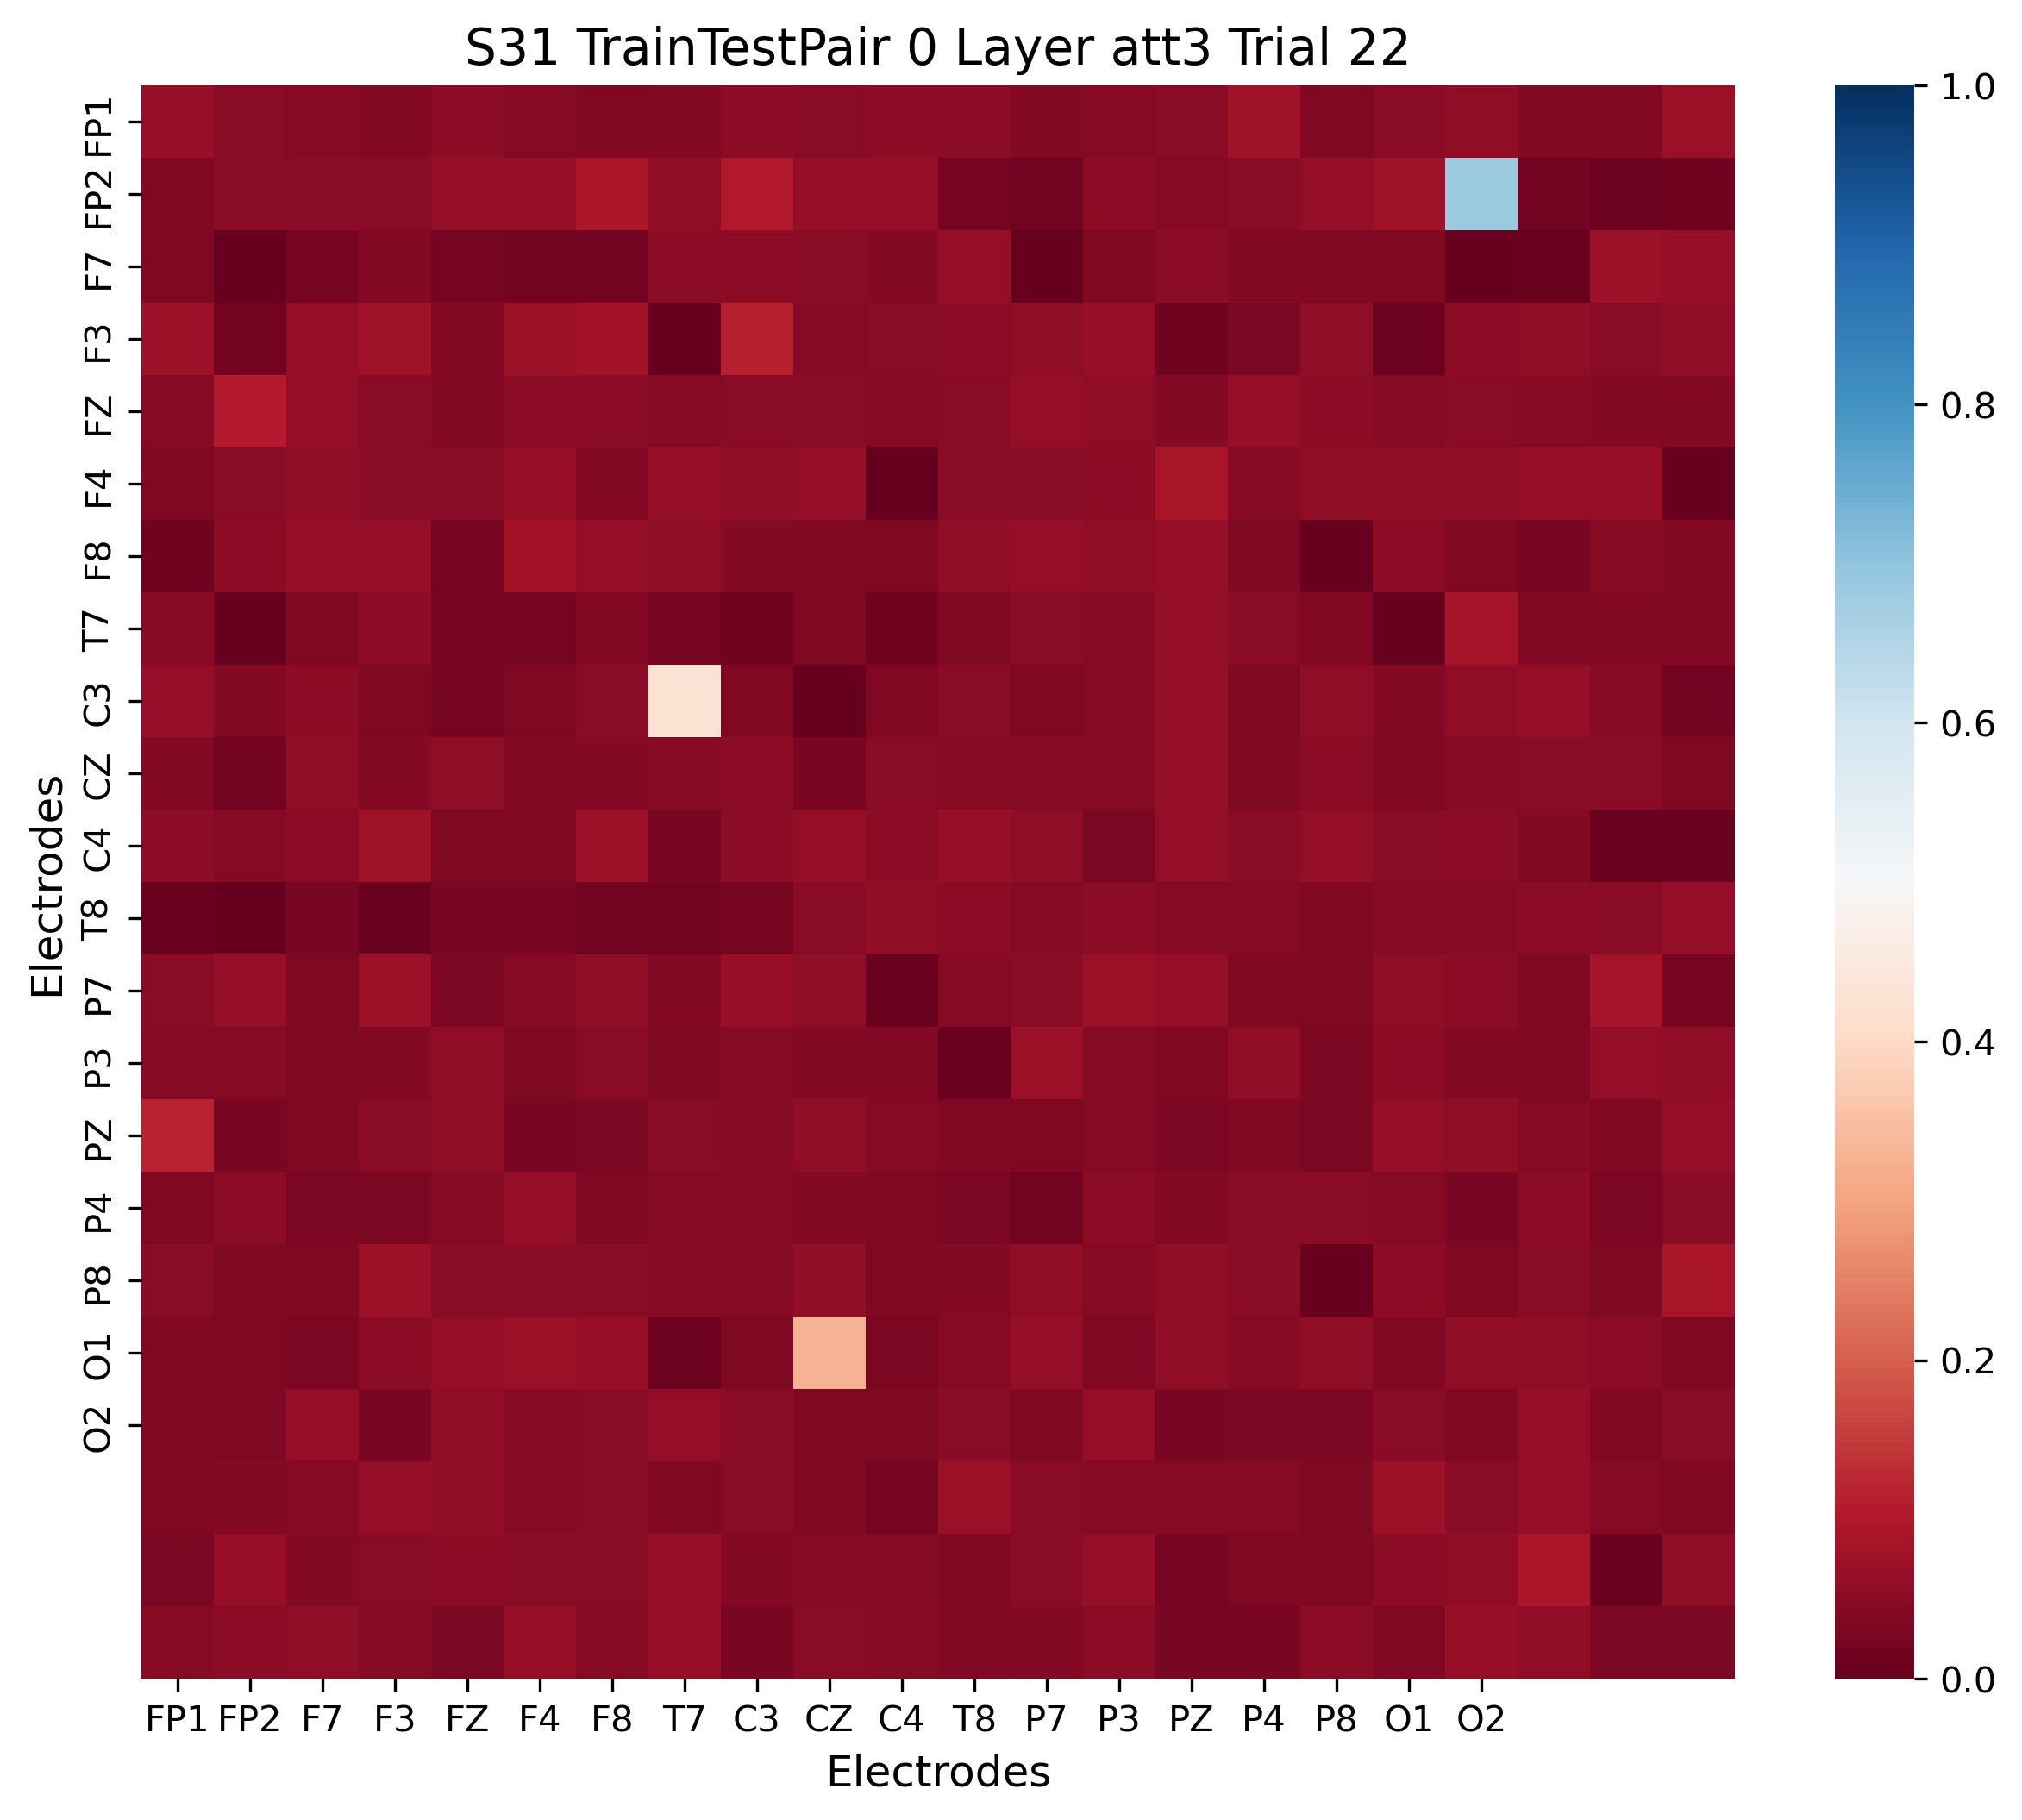 S31 TrainTestPair 0 Layer att3 Trial 22
Electrodes
FP1
FP2
F7
F3
FZ
F4
F8
T7
C3
CZ
C4
T8
P7
P3
PZ
P4
P8
O1
O2
FP1 FP2 F7 F3 FZ F4 F8 T7 C3 CZ C4 T8 P7 P3 PZ P4 P8 O1 O2
Electrodes
1.0
0.8
0.6
0.4
0.2
0.0